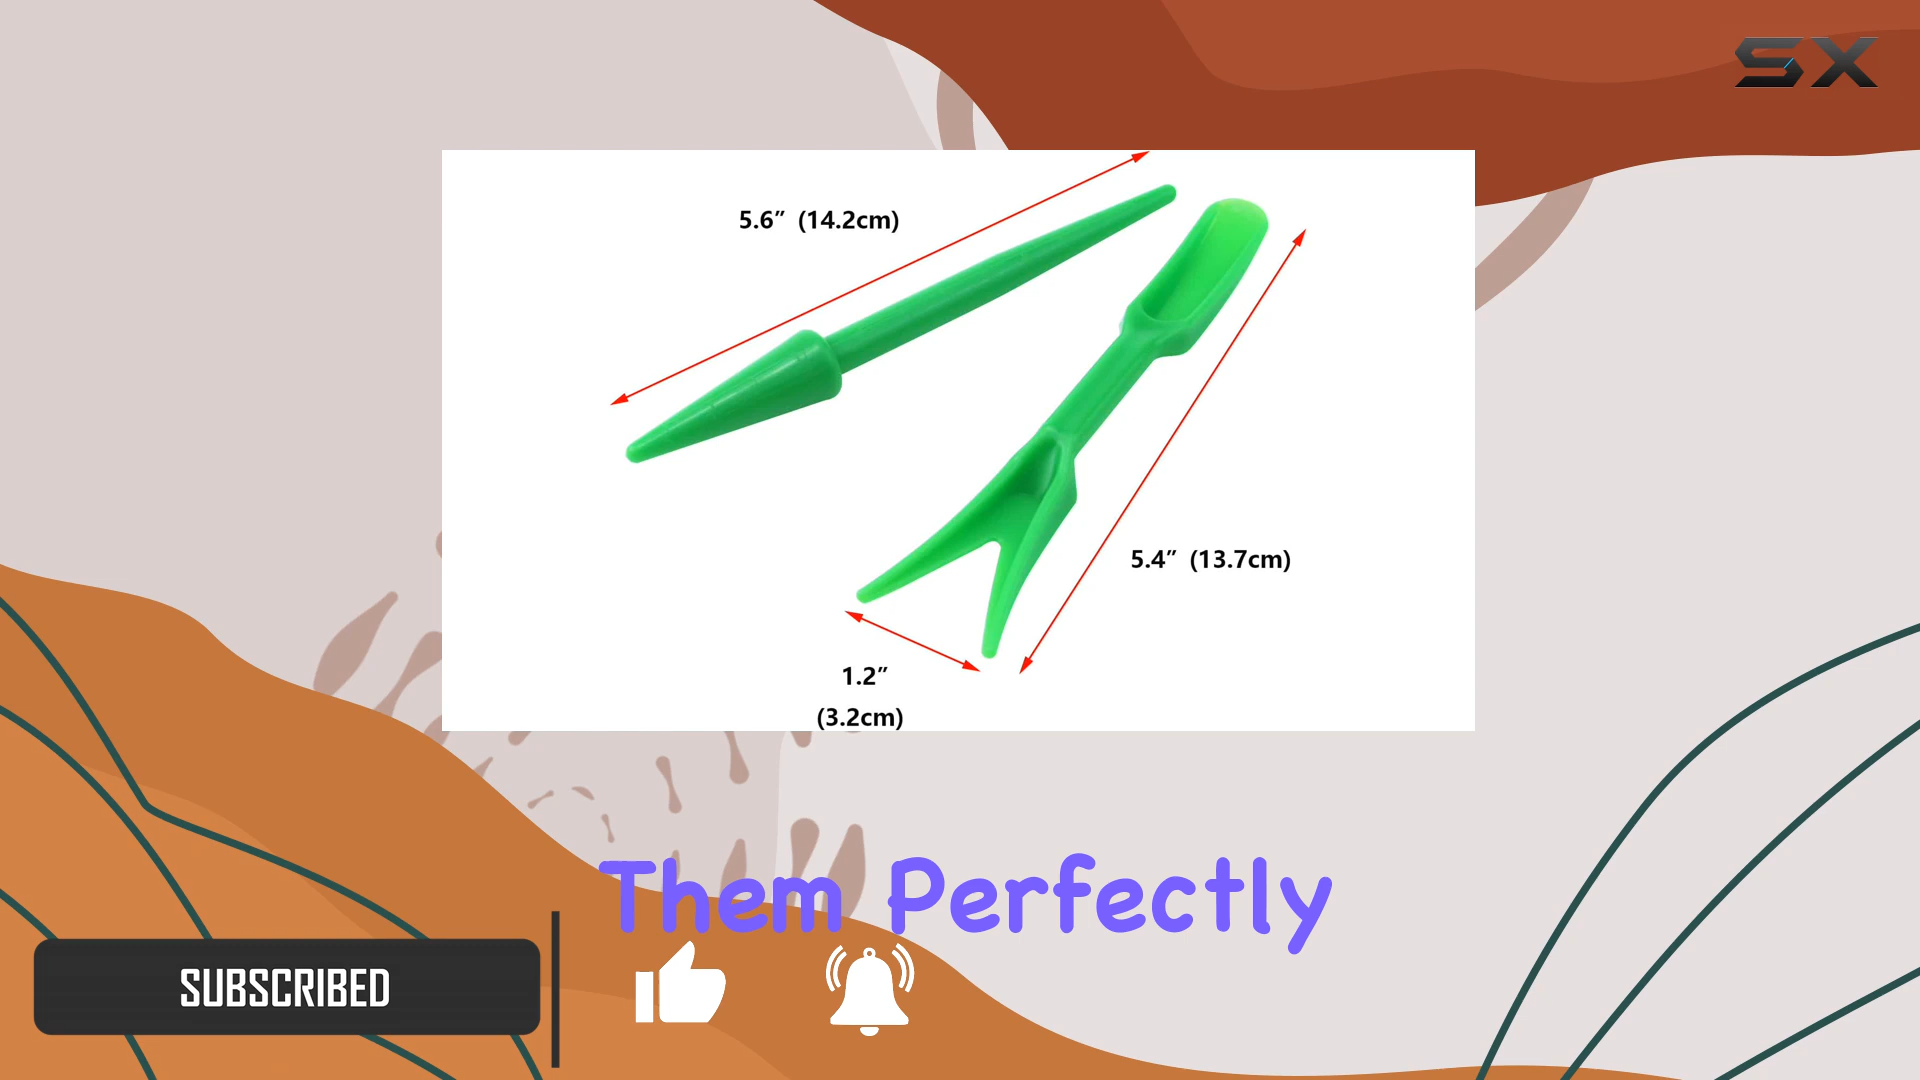 SX
5.6” (14.2cm)
5.4” (13.7cm)
1.2”
(3.2cm)
Them Perfectly
SUBSCRIBED